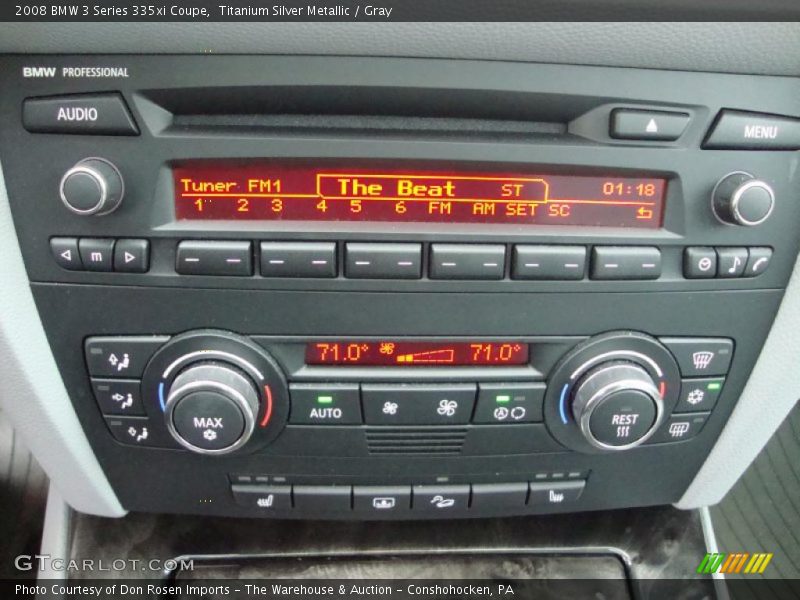 2008 BMW 3 Series 335xi Coupe,  Titanium Silver Metallic / Gray
BMW PROFESSIONAL
AUDIO
MENU
Tuner FM1 The Beat ST 01:18
1 2 3 4 5 6 FM AM SET SC
m
71.0° 71.0°
MAX
AUTO
A
REST
GTCARLOT.COM
Photo Courtesy of Don Rosen Imports - The Warehouse & Auction - Conshohocken, PA